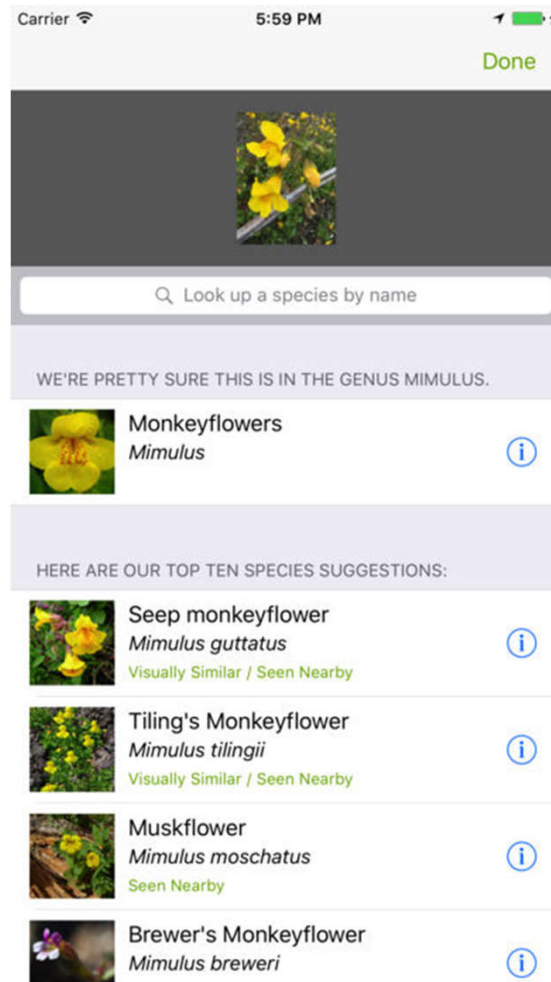 Carrier 5:59 PM
Done
Look up a species by name
WE'RE PRETTY SURE THIS IS IN THE GENUS MIMULUS.
Monkeyflowers
Mimulus
HERE ARE OUR TOP TEN SPECIES SUGGESTIONS:
Seep monkeyflower
Mimulus guttatus
Visually Similar / Seen Nearby
Tiling's Monkeyflower
Mimulus tilingii
Visually Similar / Seen Nearby
Muskflower
Mimulus moschatus
Seen Nearby
Brewer's Monkeyflower
Mimulus breweri